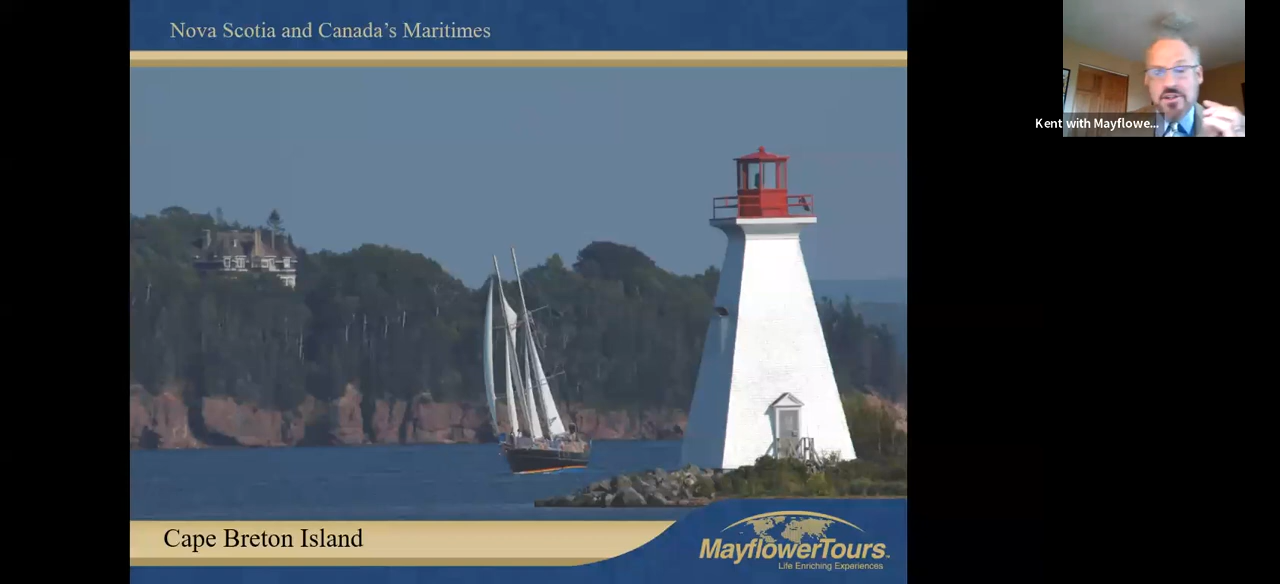 Nova Scotia and Canada's Maritimes
Kent with Mayflowe...
Cape Breton Island
MayflowerTours
Life Enriching Experiences